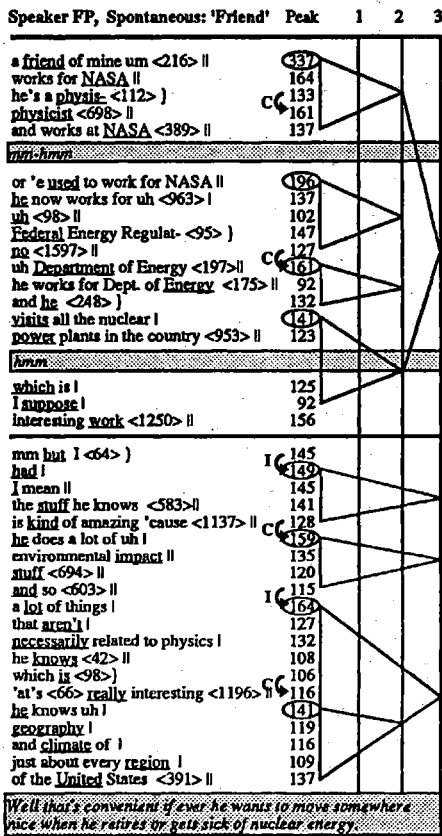 Speaker FP, Spontaneous: 'Friend' Peak 1 2 3
a friend of mine um <216> || 337
works for NASA || 164
he's a physis- <112> } 133
C physicist <698> || 161
and works at NASA <389> || 137
mm-hmm
or 'e used to work for NASA || 196
he now works for uh <963> | 137
uh <98> || 102
Federal Energy Regulat- <95> } 147
no <1597> || 127
C uh Department of Energy <197> || 161
he works for Dept. of Energy <175> || 92
and he <248> } 132
visits all the nuclear | 141
power plants in the country <953> || 123
hmm
which is | 125
I suppose | 92
interesting work <1250> || 156
mm but I <64> } 145
I had | 149
I mean || 145
the stuff he knows <583> || 141
is kind of amazing 'cause <1137> || 128
C he does a lot of uh | 159
environmental impact || 135
stuff <694> || 120
and so <603> || 115
I a lot of things | 164
that aren't | 127
necessarily related to physics | 132
he knows <42> || 108
which is <98> } 106
C 'at's <66> really interesting <1196> || 116
he knows uh | 141
geography | 119
and climate of | 116
just about every region | 109
of the United States <391> || 137
Well that's convenient if ever he wants to move somewhere
nice when he retires or gets sick of nuclear energy